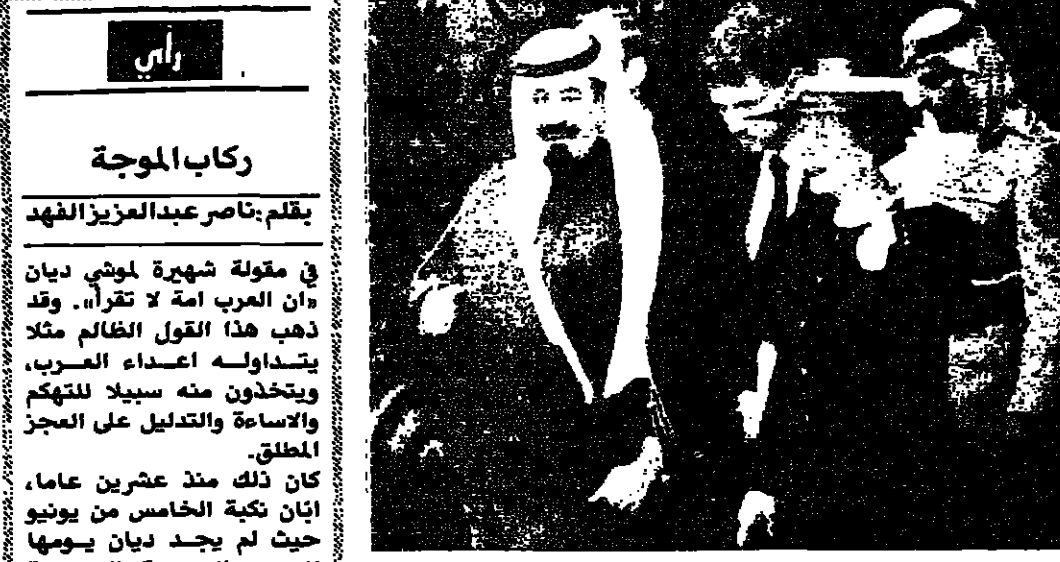 رأي
ركاب الموجة
بقلم: ناصر عبدالعزيز الفهد
في مقولة شهيرة لموشي ديان
«ان العرب امة لا تقرأ». وقد
ذهب هذا القول الظالم مثلا
يتداوله اعداء العرب،
ويتخذون منه سبيلا للتهكم
والاساءة والتدليل على العجز
المطلق.
كان ذلك منذ عشرين عاما،
ابّان نكبة الخامس من يونيو
حيث لم يجد ديان يومها